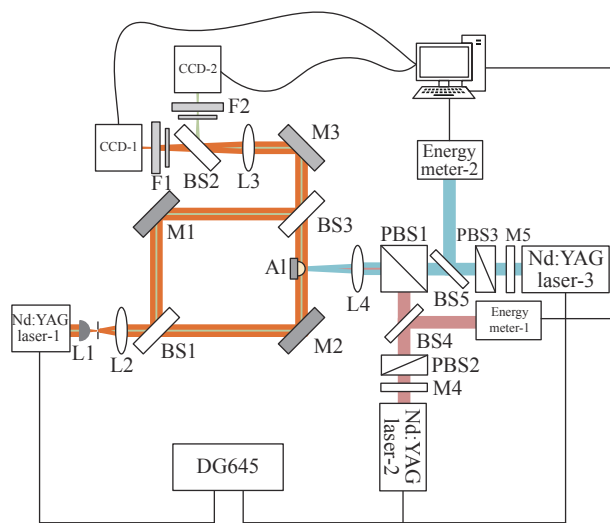 CCD-2
CCD-1
F2
F1
BS2
L3
M3
Energy
meter-2
M1
BS3
PBS1
PBS3
M5
Al
Nd:YAG
laser-3
L4
BS5
Nd:YAG
laser-1
L1
L2
BS1
M2
BS4
Energy
meter-1
PBS2
M4
Nd:YAG
laser-2
DG645